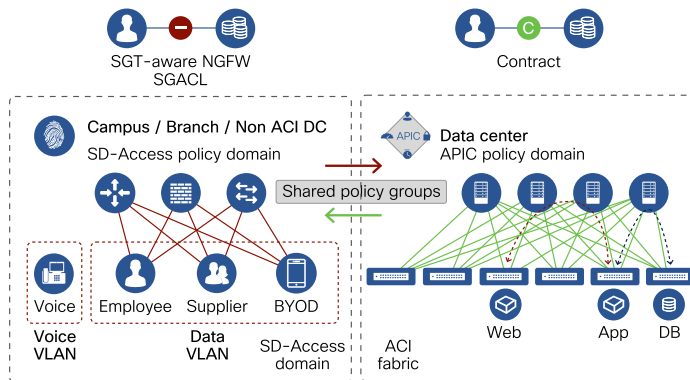 SGT-aware NGFW
SGACL
C
Contract
Campus / Branch / Non ACI DC
SD-Access policy domain
APIC
Data center
APIC policy domain
Shared policy groups
Voice
Employee
Supplier
BYOD
Web
App
DB
Voice
VLAN
Data
VLAN
SD-Access
domain
ACI
fabric